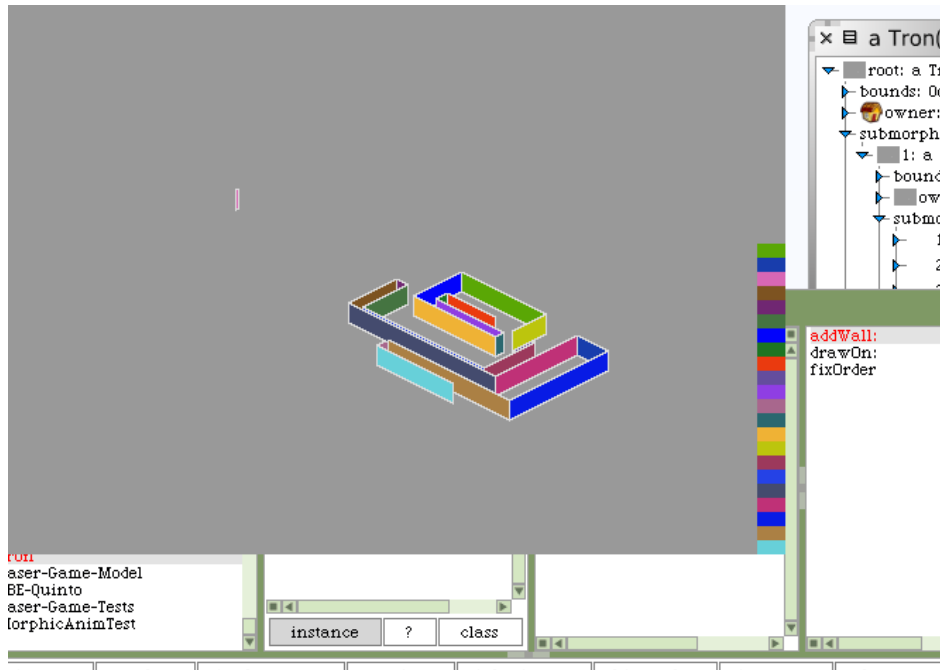 a Tron(
root: a Tr
bounds: 0
owner:
submorph
1: a
bound
ow
submo
1
2
addWall:
drawOn:
fixOrder
ron
aser-Game-Model
BE-Quinto
aser-Game-Tests
MorphicAnimTest
instance
?
class